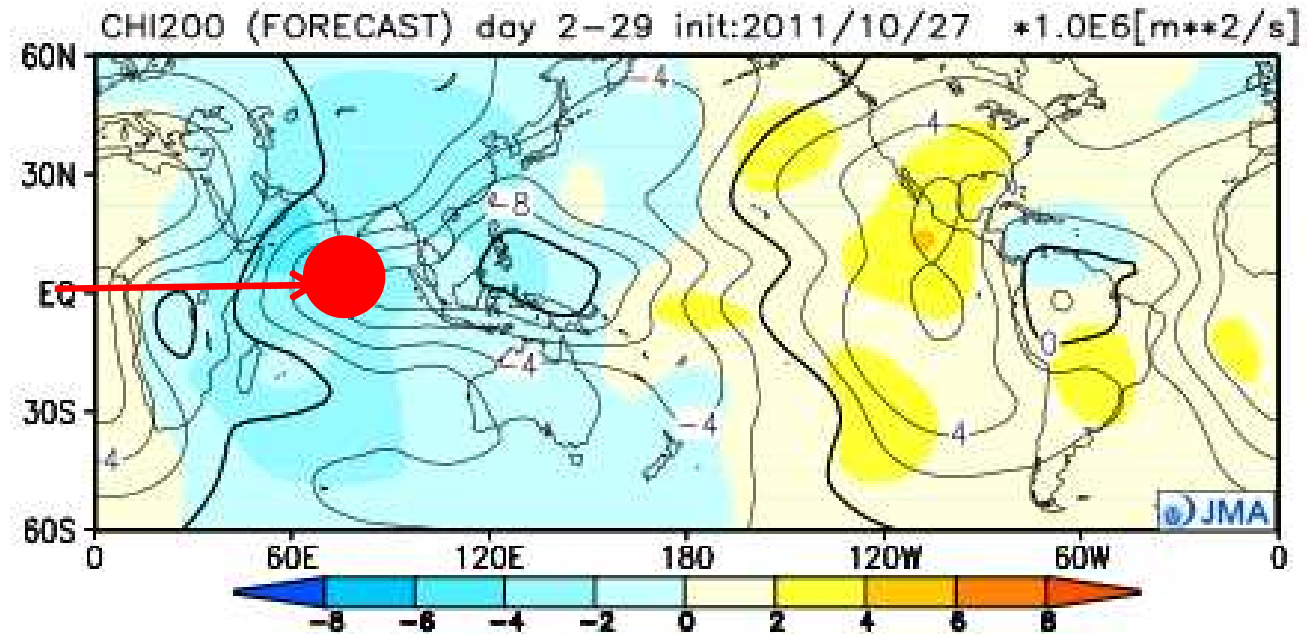 CHI200 (FORECAST) day 2-29 init:2011/10/27 *1.0E6[m**2/s]
60N
-4
4
30N
-8
EQ
0
-4
30S
-4
4
4
JMA
60S
0 60E 120E 180 120W 60W 0
-8 -6 -4 -2 0 2 4 6 8